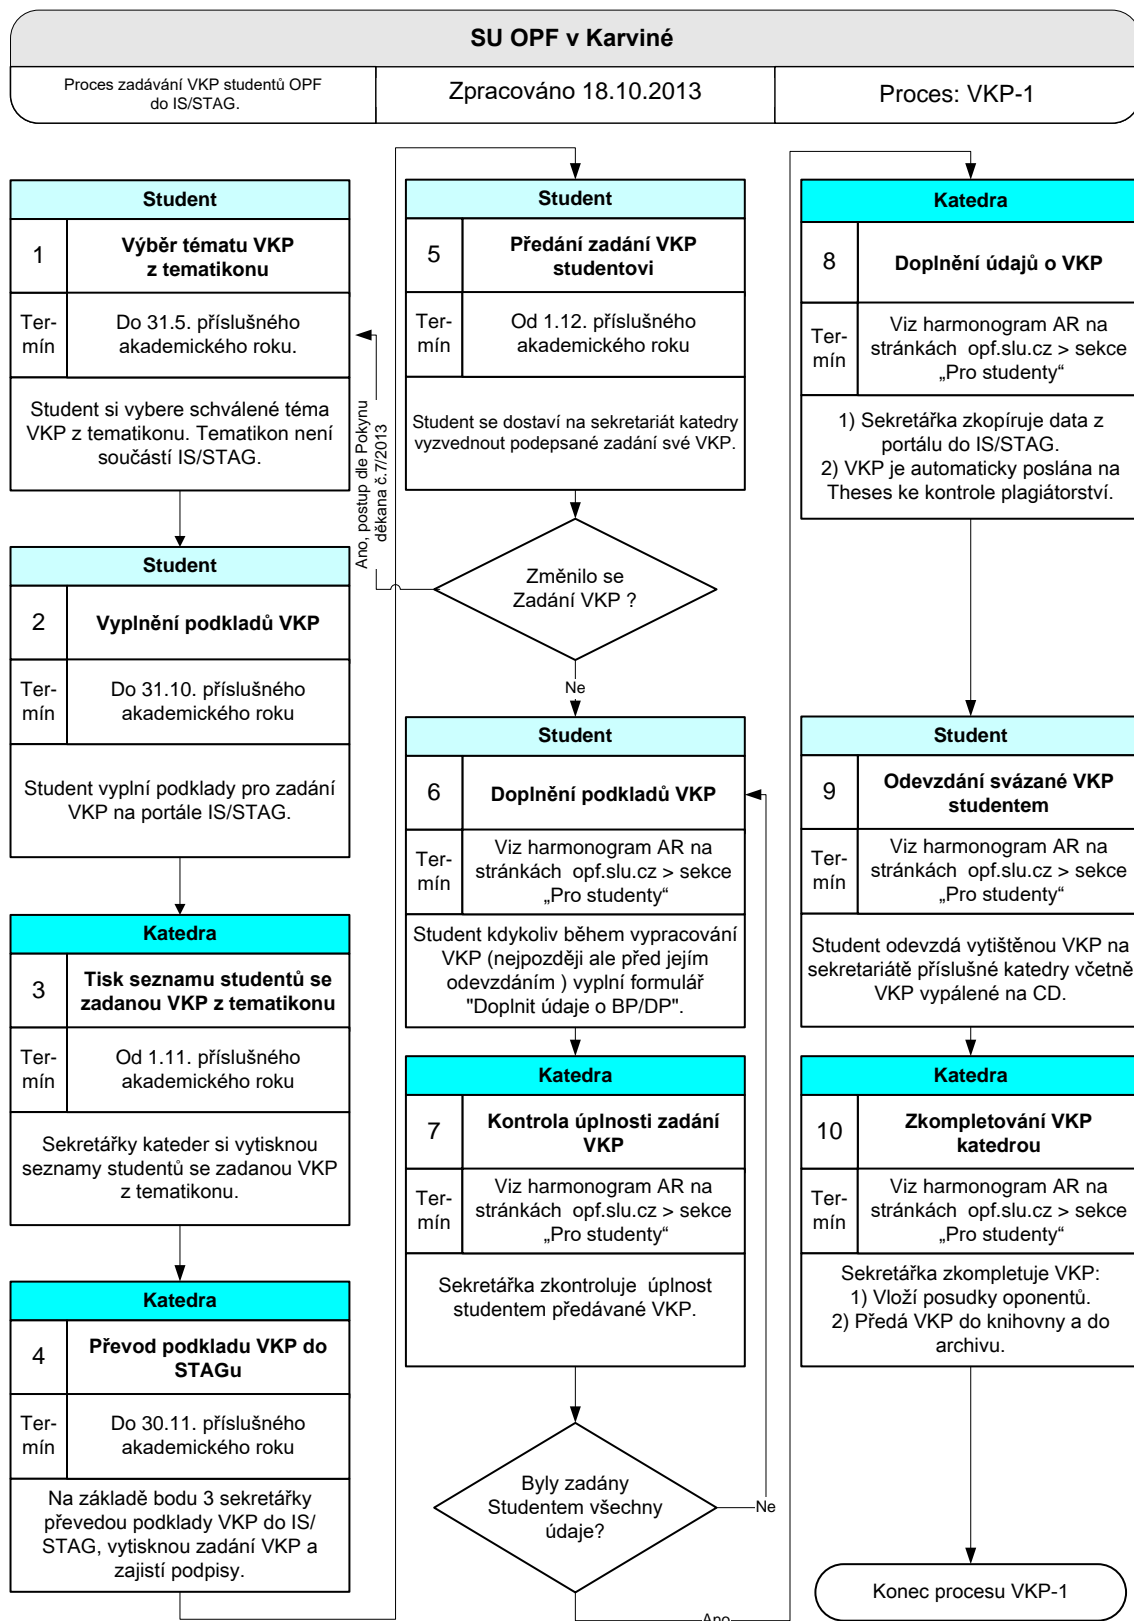 SU OPF v Karviné
Proces zadávání VKP studentů OPF
do IS/STAG.
Zpracováno 18.10.2013
Proces: VKP-1
Student
1
Výběr tématu VKP
z tematikonu
Ter-
mín
Do 31.5. příslušného
akademického roku.
Student si vybere schválené téma
VKP z tematikonu. Tematikon není
součástí IS/STAG.
Student
2
Vyplnění podkladů VKP
Ter-
mín
Do 31.10. příslušného
akademického roku
Student vyplní podklady pro zadání
VKP na portále IS/STAG.
Katedra
3
Tisk seznamu studentů se
zadanou VKP z tematikonu
Ter-
mín
Od 1.11. příslušného
akademického roku
Sekretářky kateder si vytisknou
seznamy studentů se zadanou VKP
z tematikonu.
Katedra
4
Převod podkladu VKP do
STAGu
Ter-
mín
Do 30.11. příslušného
akademického roku
Na základě bodu 3 sekretářky
převedou podklady VKP do IS/
STAG, vytisknou zadání VKP a
zajistí podpisy.
Student
5
Předání zadání VKP
studentovi
Ter-
mín
Od 1.12. příslušného
akademického roku
Student se dostaví na sekretariát katedry
vyzvednout podepsané zadání své VKP.
Změnilo se
Zadání VKP ?
Ano, postup dle Pokynu
děkana č.7/2013
Ne
Student
6
Doplnění podkladů VKP
Ter-
mín
Viz harmonogram AR na
stránkách opf.slu.cz > sekce
„Pro studenty“
Student kdykoliv během vypracování
VKP (nejpozději ale před jejím
odevzdáním ) vyplní formulář
"Doplnit údaje o BP/DP".
Katedra
7
Kontrola úplnosti zadání
VKP
Ter-
mín
Viz harmonogram AR na
stránkách opf.slu.cz > sekce
„Pro studenty“
Sekretářka zkontroluje úplnost
studentem předávané VKP.
Byly zadány
Studentem všechny
údaje?
Ne
Ano
Katedra
8
Doplnění údajů o VKP
Ter-
mín
Viz harmonogram AR na
stránkách opf.slu.cz > sekce
„Pro studenty“
1) Sekretářka zkopíruje data z
portálu do IS/STAG.
2) VKP je automaticky poslána na
Theses ke kontrole plagiátorství.
Student
9
Odevzdání svázané VKP
studentem
Ter-
mín
Viz harmonogram AR na
stránkách opf.slu.cz > sekce
„Pro studenty“
Student odevzdá vytištěnou VKP na
sekretariátě příslušné katedry včetně
VKP vypálené na CD.
Katedra
10
Zkompletování VKP
katedrou
Ter-
mín
Viz harmonogram AR na
stránkách opf.slu.cz > sekce
„Pro studenty“
Sekretářka zkompletuje VKP:
1) Vloží posudky oponentů.
2) Předá VKP do knihovny a do
archivu.
Konec procesu VKP-1